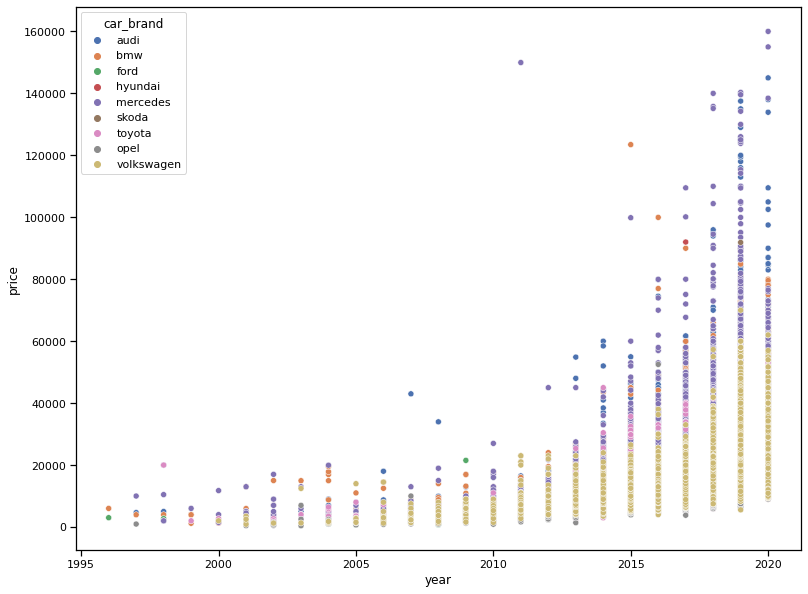 car_brand
audi
bmw
ford
hyundai
mercedes
skoda
toyota
opel
volkswagen
160000
140000
120000
100000
80000
60000
40000
20000
0
price
1995
2000
2005
2010
2015
2020
year